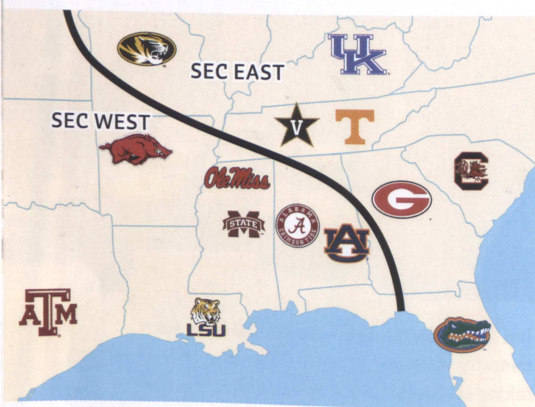 UK
SEC EAST
SEC WEST
V
T
Ole Miss
STATE
ALABAMA
A
CRIMSON TIDE
AU
G
C
ATM
LSU